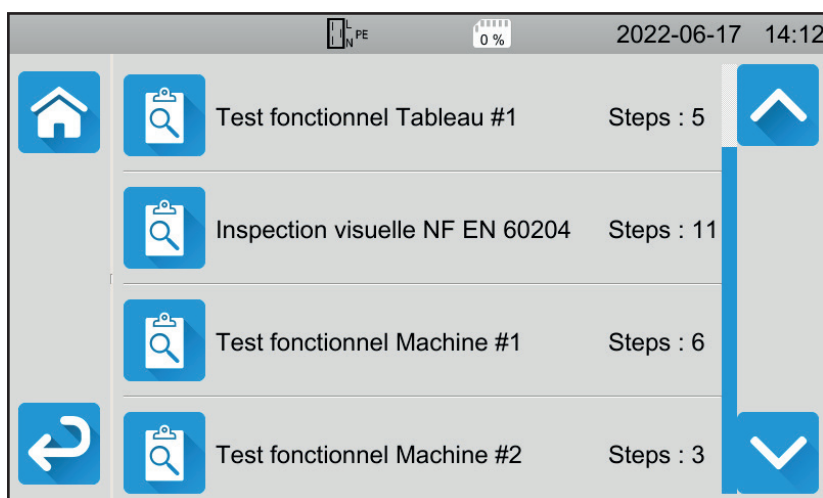 L
N PE
0 %
2022-06-17 14:12
Test fonctionnel Tableau #1 Steps : 5
Inspection visuelle NF EN 60204 Steps : 11
Test fonctionnel Machine #1 Steps : 6
Test fonctionnel Machine #2 Steps : 3